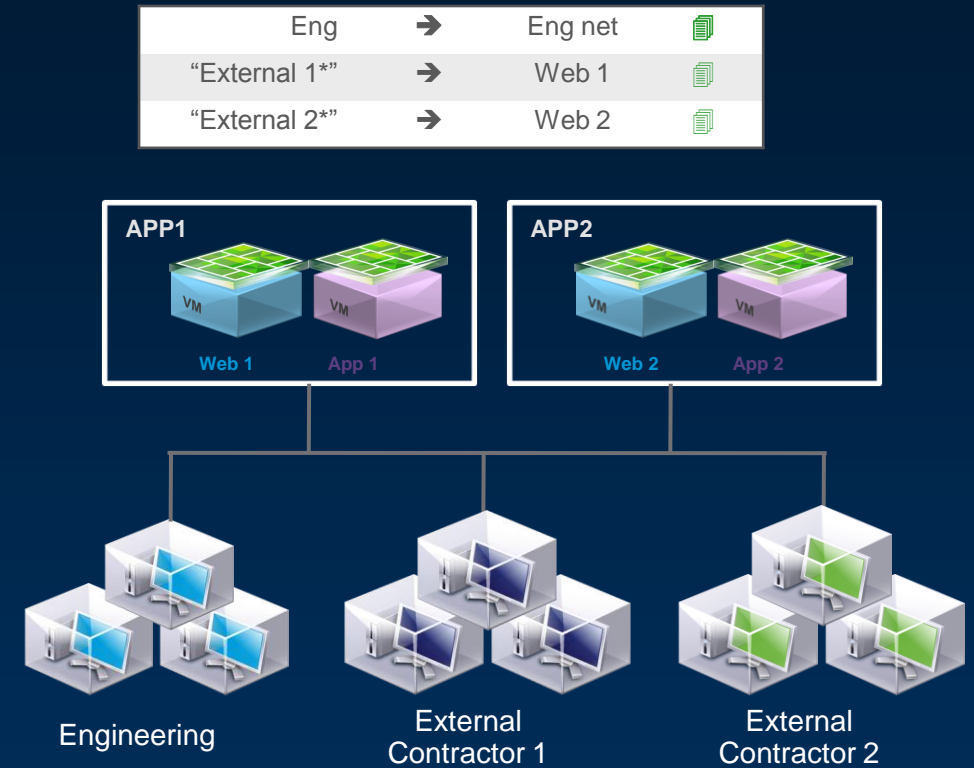 Eng ➔ Eng net
“External 1*” ➔ Web 1
“External 2*” ➔ Web 2
APP1
VM
VM
Web 1
App 1
APP2
VM
VM
Web 2
App 2
Engineering
External
Contractor 1
External
Contractor 2